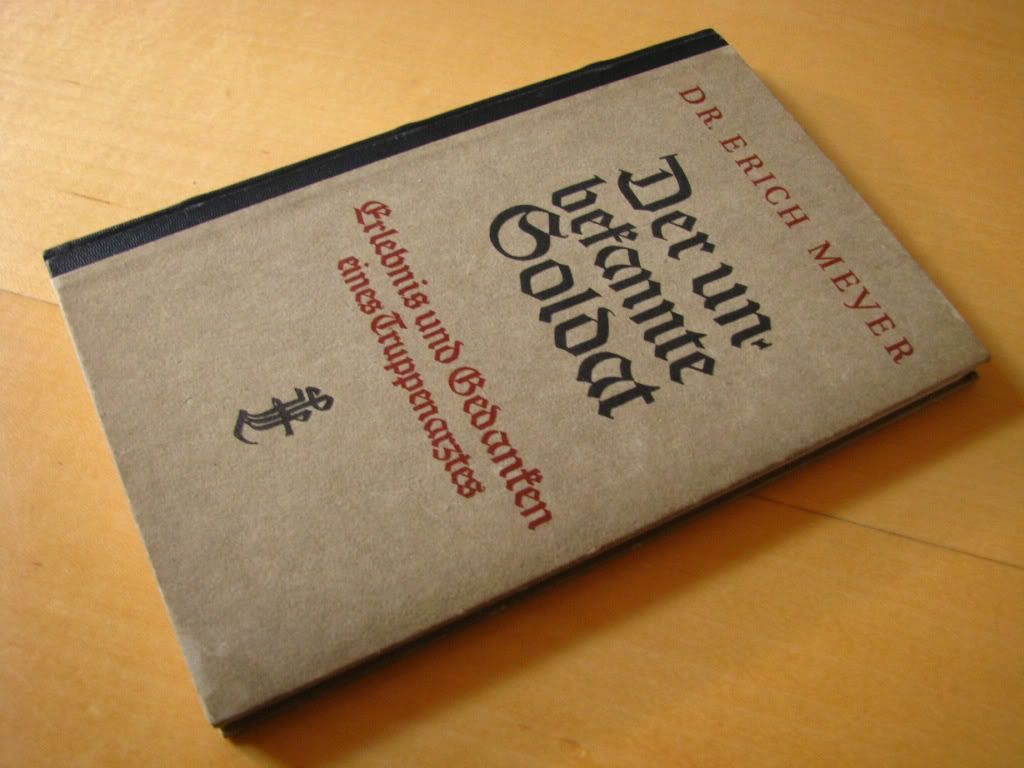 DR. ERICH MEYER
Der un-
bekannte
Soldat
Erlebnis und Gedanken
eines Truppenarztes